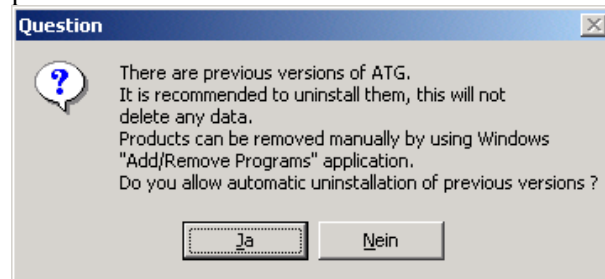 Question
There are previous versions of ATG.
It is recommended to uninstall them, this will not
delete any data.
Products can be removed manually by using Windows
"Add/Remove Programs" application.
Do you allow automatic uninstallation of previous versions ?
Ja
Nein